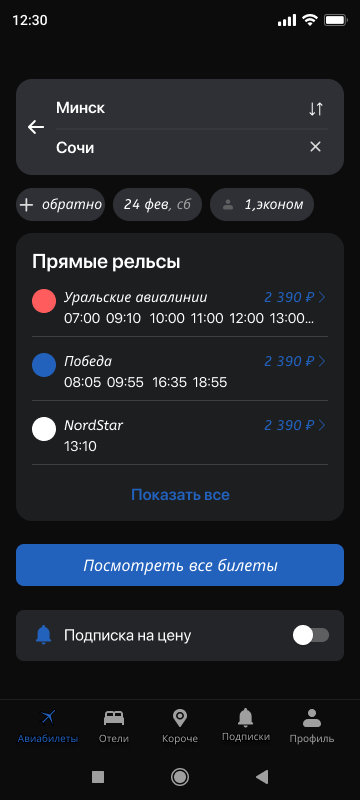 12:30
Минск
Сочи
обратно
24 фев, сб
1,эконом
Прямые рельсы
Уральские авиалинии 2 390 ₽
07:00 09:10 10:00 11:00 12:00 13:00...
Победа 2 390 ₽
08:05 09:55 16:35 18:55
NordStar 2 390 ₽
13:10
Показать все
Посмотреть все билеты
Подписка на цену
Авиабилеты
Отели
Короче
Подписки
Профиль